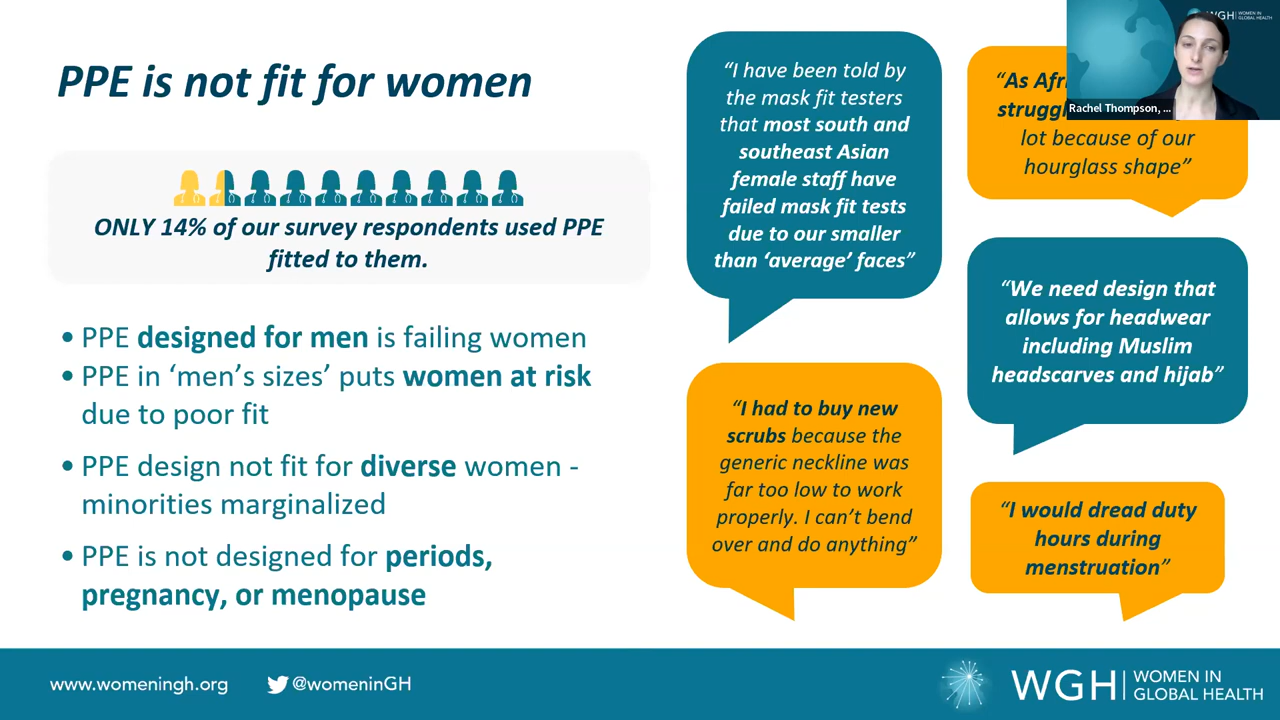 PPE is not fit for women
ONLY 14% of our survey respondents used PPE
fitted to them.
• PPE designed for men is failing women
• PPE in ‘men’s sizes’ puts women at risk
due to poor fit
• PPE design not fit for diverse women -
minorities marginalized
• PPE is not designed for periods,
pregnancy, or menopause
“I have been told by
the mask fit testers
that most south and
southeast Asian
female staff have
failed mask fit tests
due to our smaller
than ‘average’ faces”
“I had to buy new
scrubs because the
generic neckline was
far too low to work
properly. I can’t bend
over and do anything”
“As
lot because of our
hourglass shape”
“We need design that
allows for headwear
including Muslim
headscarves and hijab”
“I would dread duty
hours during
menstruation”
WGH WOMEN IN
GLOBAL HEALTH
Rachel Thompson, ...
www.womeningh.org
@womeninGH
WGH WOMEN IN
GLOBAL HEALTH